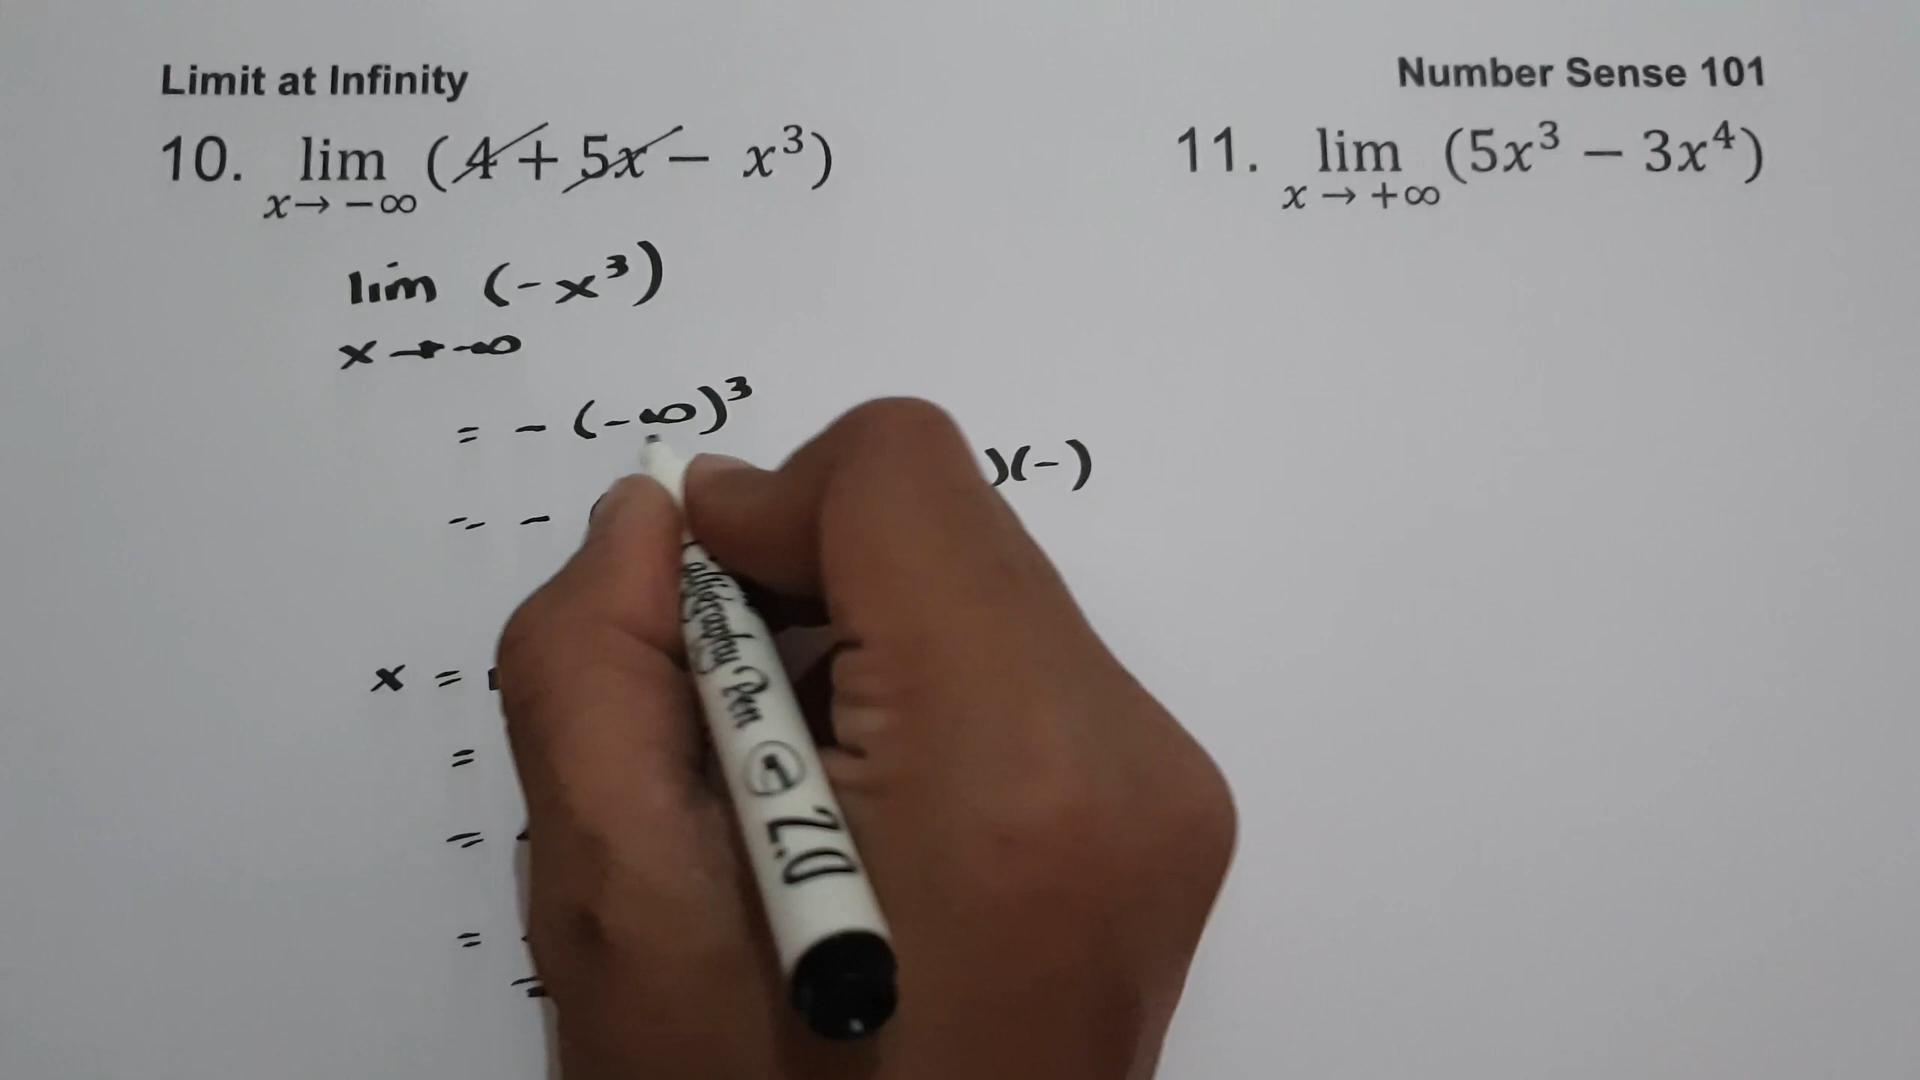 Limit at Infinity
Number Sense 101
10. lim (4 + 5x − x³)
x→ −∞
11. lim (5x³ − 3x⁴)
x → +∞
lim (-x³)
x → -∞
= - (-∞)³
)(-)
= -
x =
=
=
=
=
Calligraphy Pen
2.0